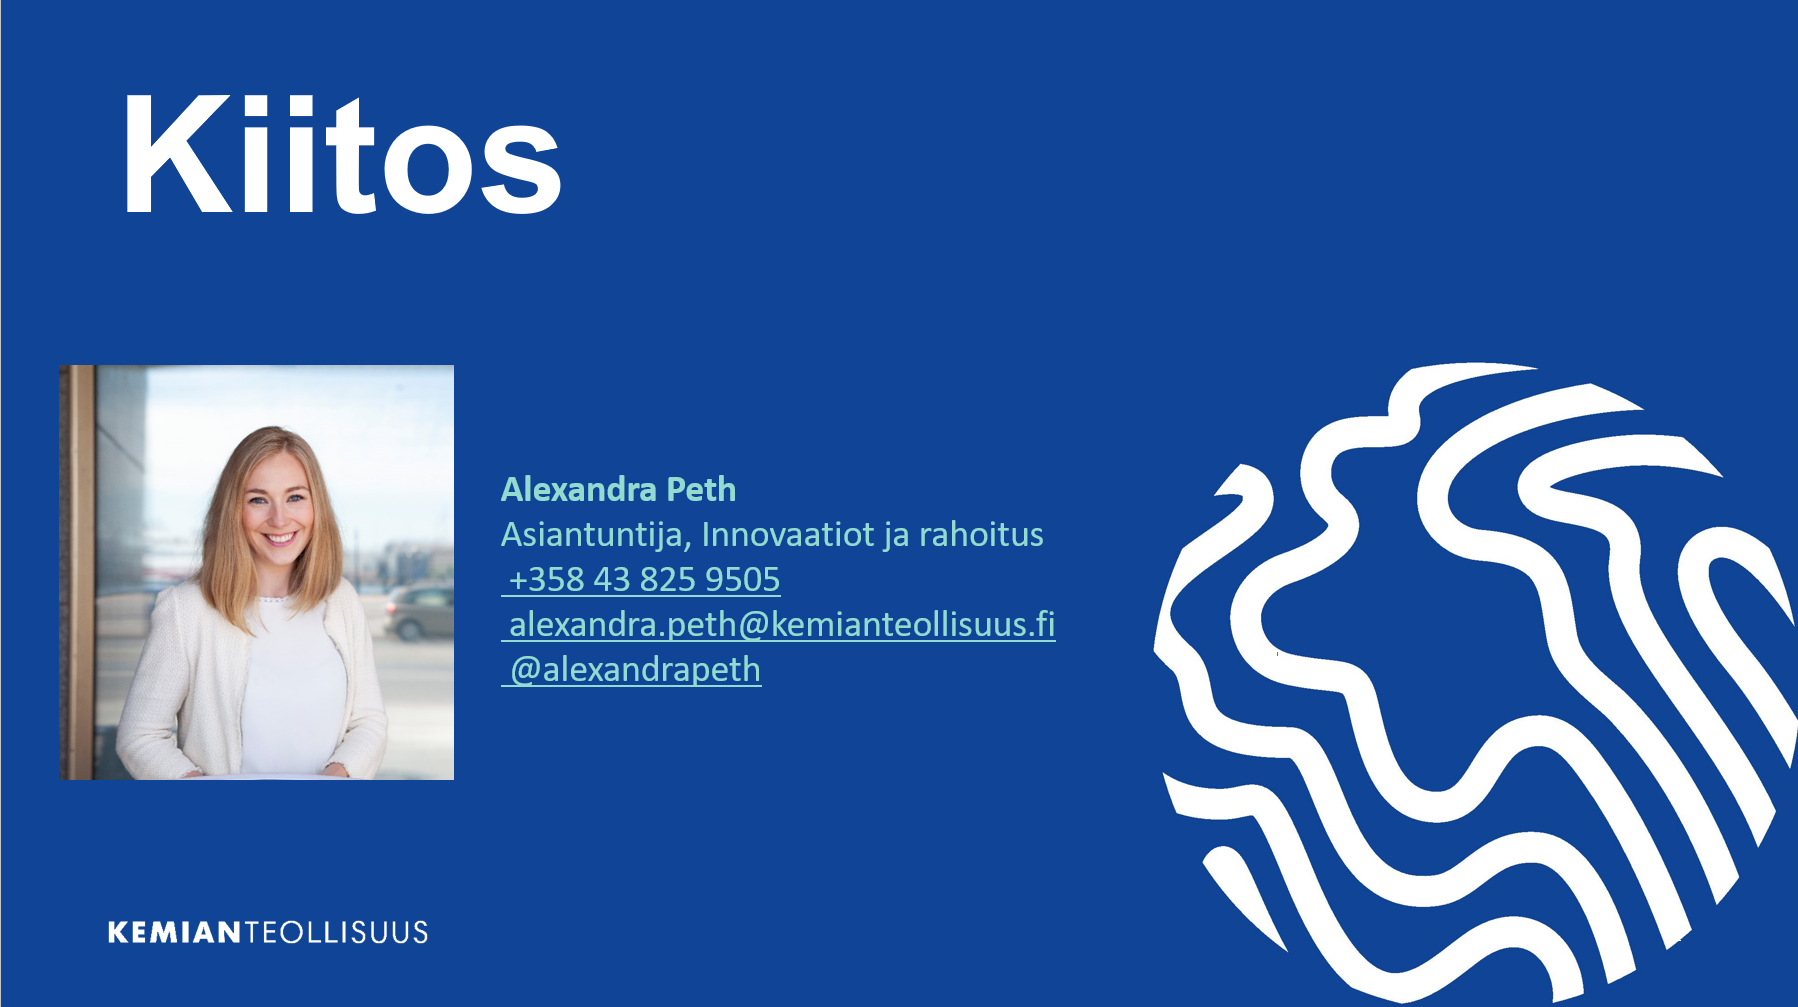 Kiitos
Alexandra Peth
Asiantuntija, Innovaatiot ja rahoitus
+358 43 825 9505
alexandra.peth@kemianteollisuus.fi
@alexandrapeth
KEMIANTEOLLISUUS